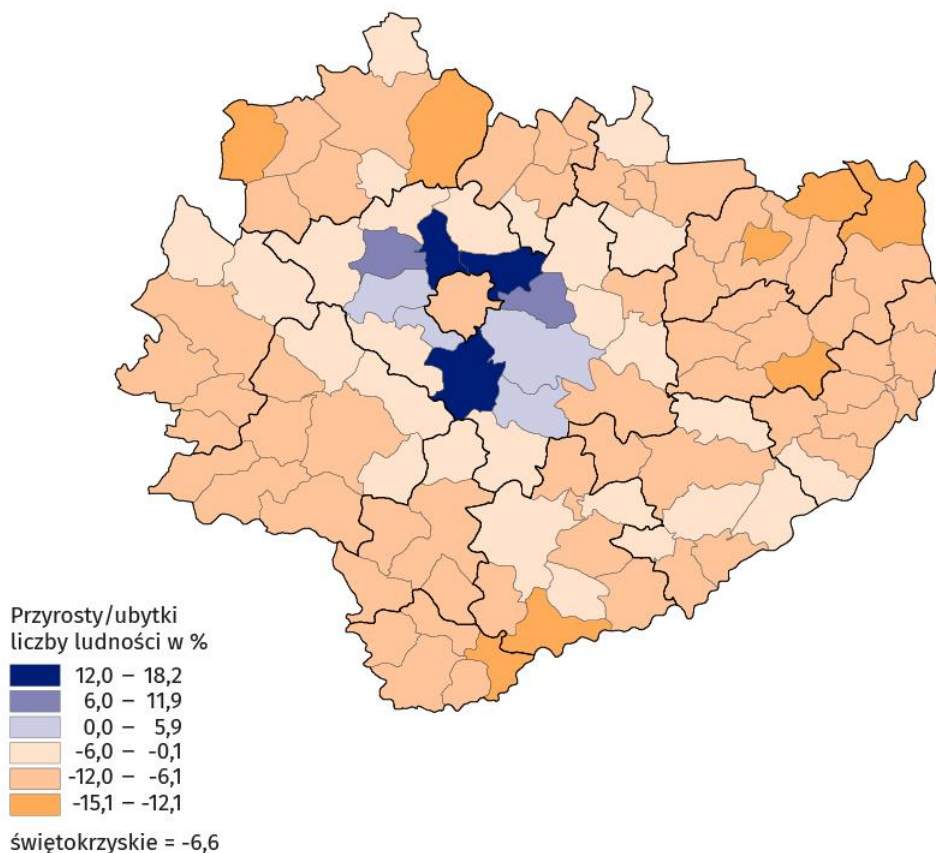 Przyrosty/ubytki
liczby ludności w %
12,0 – 18,2
6,0 – 11,9
0,0 – 5,9
-6,0 – -0,1
-12,0 – -6,1
-15,1 – -12,1
świętokrzyskie = -6,6